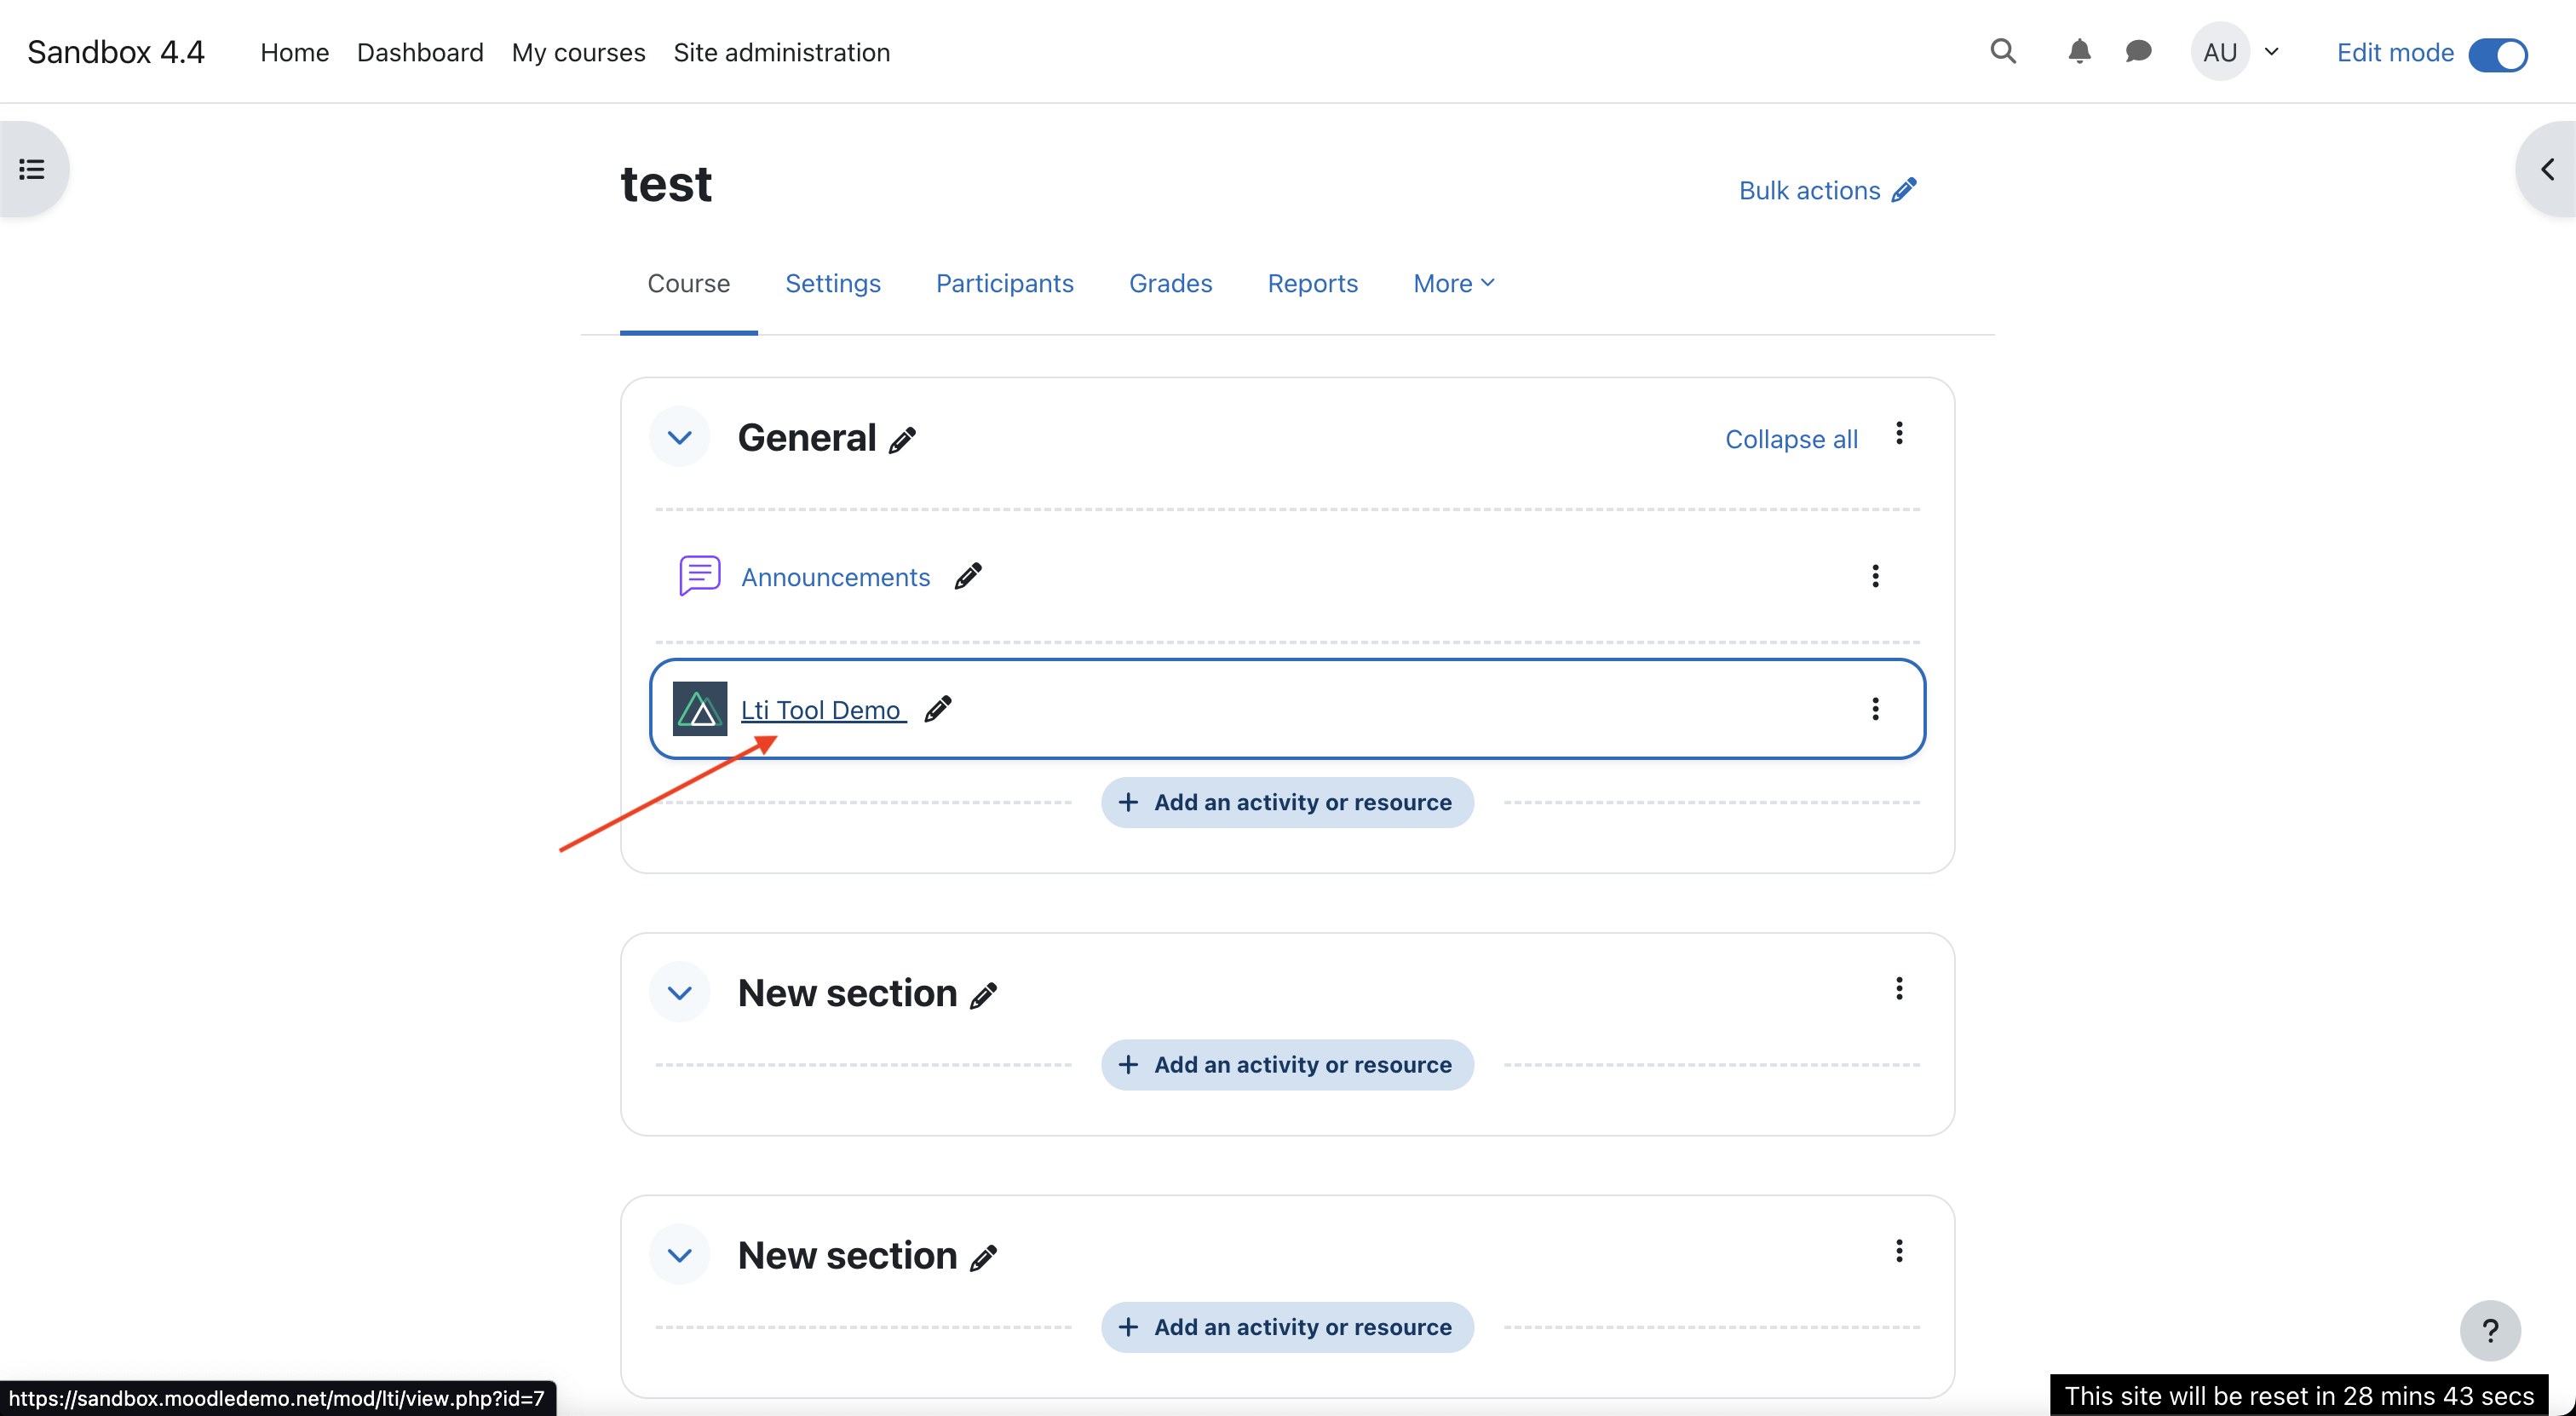 Sandbox 4.4 Home Dashboard My courses Site administration AU Edit mode
test
Bulk actions
Course Settings Participants Grades Reports More
General
Collapse all
Announcements
Lti Tool Demo
+ Add an activity or resource
New section
+ Add an activity or resource
New section
+ Add an activity or resource
?
https://sandbox.moodledemo.net/mod/lti/view.php?id=7
This site will be reset in 28 mins 43 secs